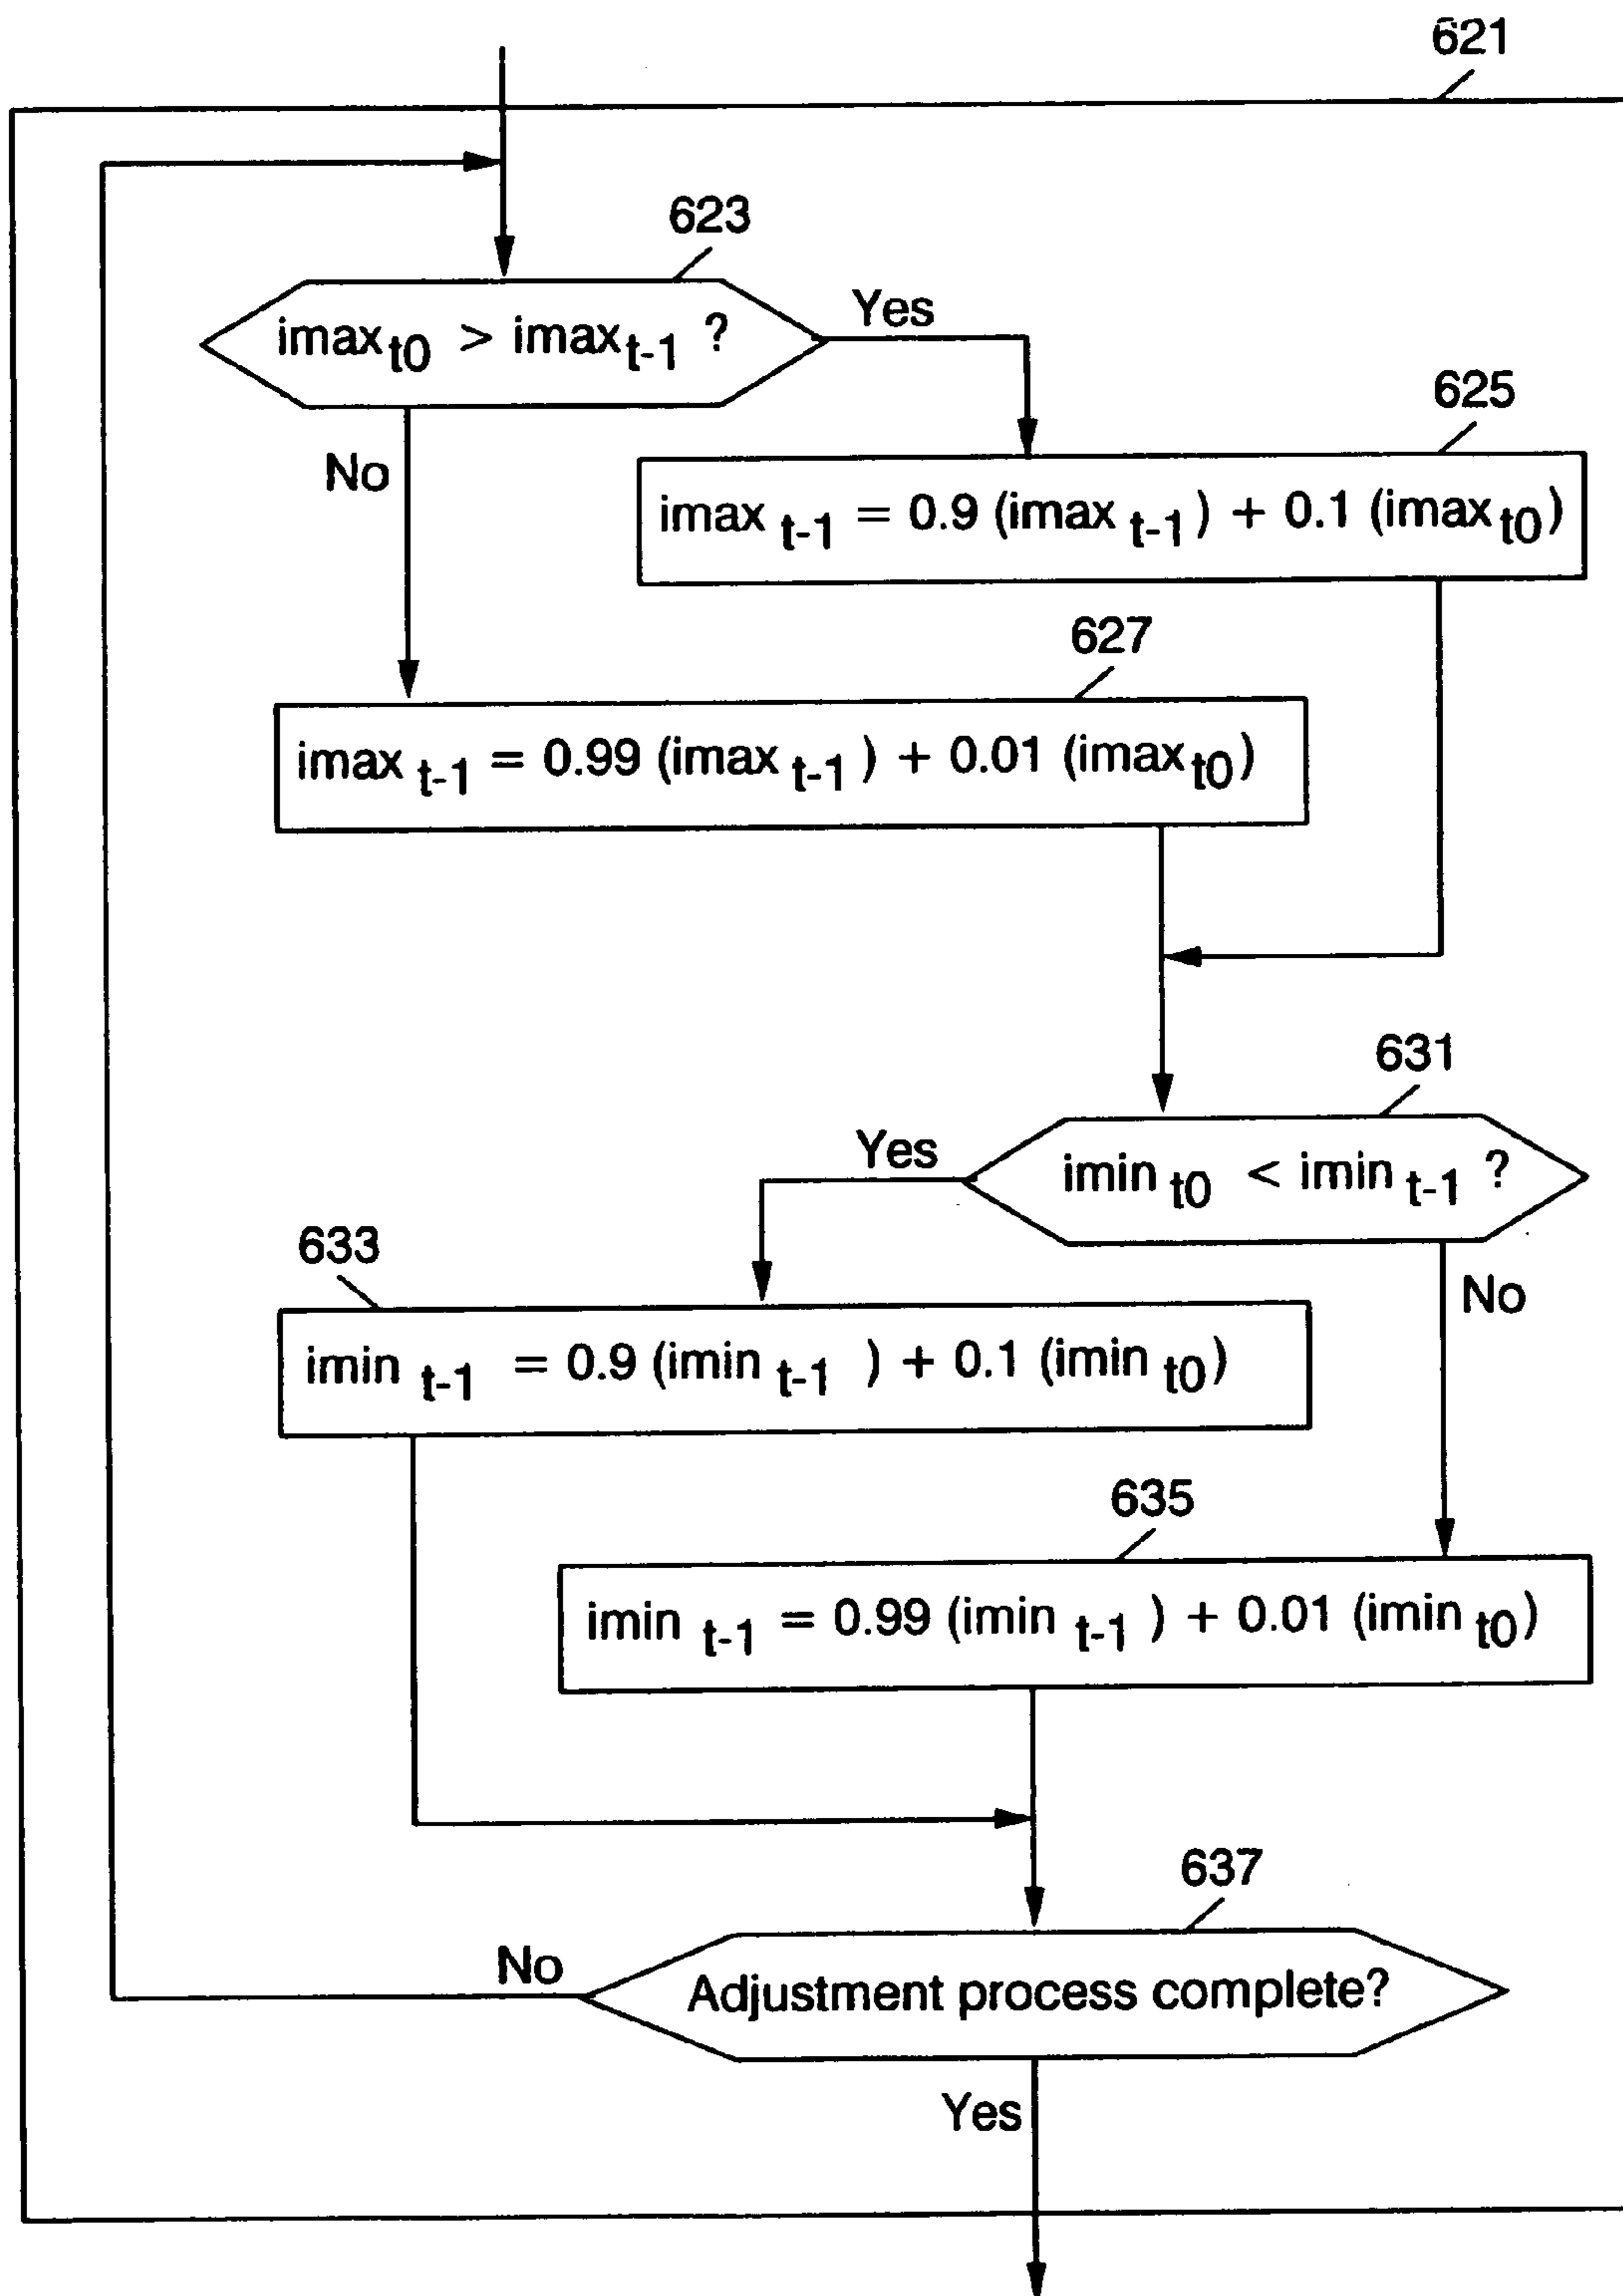 621
623
imax t0 > imax t-1 ?
Yes
No
625
imax t-1 = 0.9 (imax t-1 ) + 0.1 (imax t0)
627
imax t-1 = 0.99 (imax t-1 ) + 0.01 (imax t0)
631
imin t0 < imin t-1 ?
Yes
No
633
imin t-1 = 0.9 (imin t-1 ) + 0.1 (imin t0)
635
imin t-1 = 0.99 (imin t-1 ) + 0.01 (imin t0)
637
Adjustment process complete?
No
Yes